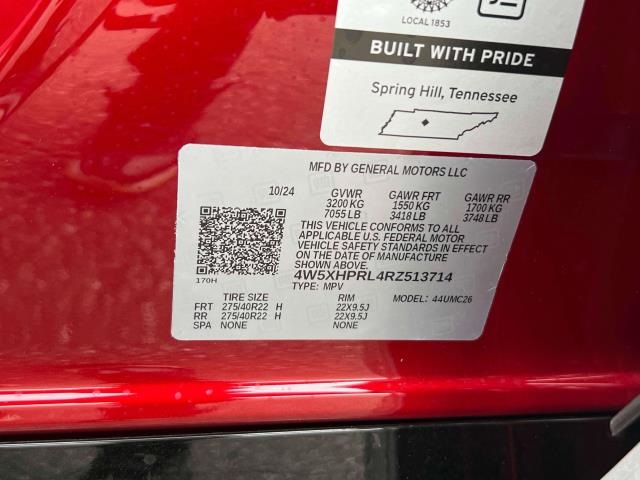 LOCAL 1853
BUILT WITH PRIDE
Spring Hill, Tennessee
MFD BY GENERAL MOTORS LLC
10/24 GVWR GAWR FRT GAWR RR
3200 KG 1550 KG 1700 KG
7055 LB 3418 LB 3748 LB
THIS VEHICLE CONFORMS TO ALL
APPLICABLE U.S. FEDERAL MOTOR
VEHICLE SAFETY STANDARDS IN EFFECT
ON THE DATE OF MANUFACTURE
SHOWN ABOVE.
170H 4W5XHPRL4RZ513714
TYPE: MPV
TIRE SIZE RIM MODEL: 44UMC26
FRT 275/40R22 H 22X9.5J
RR 275/40R22 H 22X9.5J
SPA NONE NONE